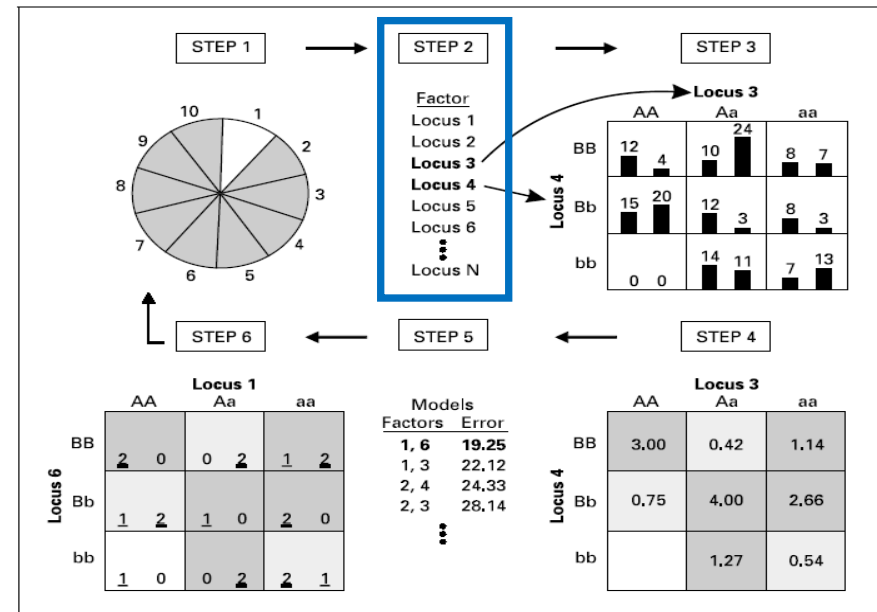 STEP 1
STEP 2
STEP 3
10 1
9 2
8 3
7 4
6 5
Factor
Locus 1
Locus 2
Locus 3
Locus 4
Locus 5
Locus 6
Locus N
Locus 3
AA Aa aa
Locus 4
BB 12 4 10 24 8 7
Bb 15 20 12 3 8 3
bb 0 0 14 11 7 13
STEP 6
STEP 5
STEP 4
Locus 1
AA Aa aa
Locus 6
BB 2 0 0 2 1 2
Bb 1 2 1 0 2 0
bb 1 0 0 2 2 1
Models
Factors Error
1, 6 19.25
1, 3 22.12
2, 4 24.33
2, 3 28.14
Locus 3
AA Aa aa
Locus 4
BB 3.00 0.42 1.14
Bb 0.75 4.00 2.66
bb 1.27 0.54